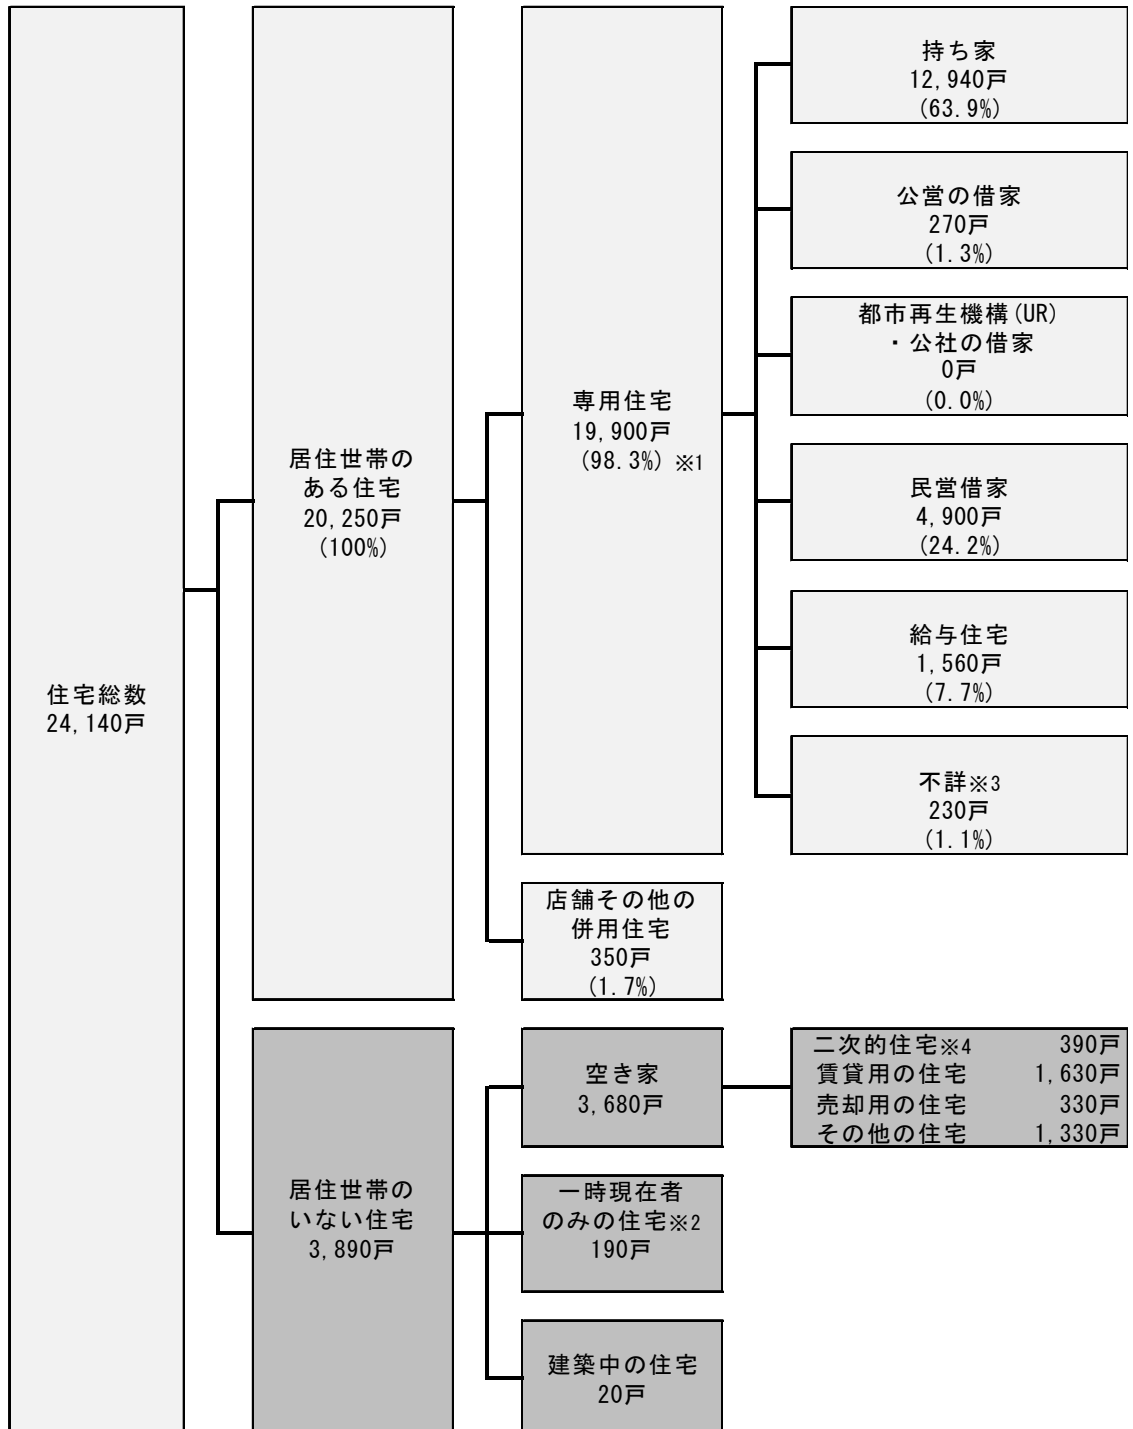 住宅総数
24,140戸
居住世帯の
ある住宅
20,250戸
(100%)
専用住宅
19,900戸
(98.3%)※1
持ち家
12,940戸
(63.9%)
公営の借家
270戸
(1.3%)
都市再生機構(UR)
・公社の借家
0戸
(0.0%)
民営借家
4,900戸
(24.2%)
給与住宅
1,560戸
(7.7%)
不詳※3
230戸
(1.1%)
店舗その他の
併用住宅
350戸
(1.7%)
居住世帯の
いない住宅
3,890戸
空き家
3,680戸
二次的住宅※4 390戸
賃貸用の住宅 1,630戸
売却用の住宅 330戸
その他の住宅 1,330戸
一時現在者
のみの住宅※2
190戸
建築中の住宅
20戸